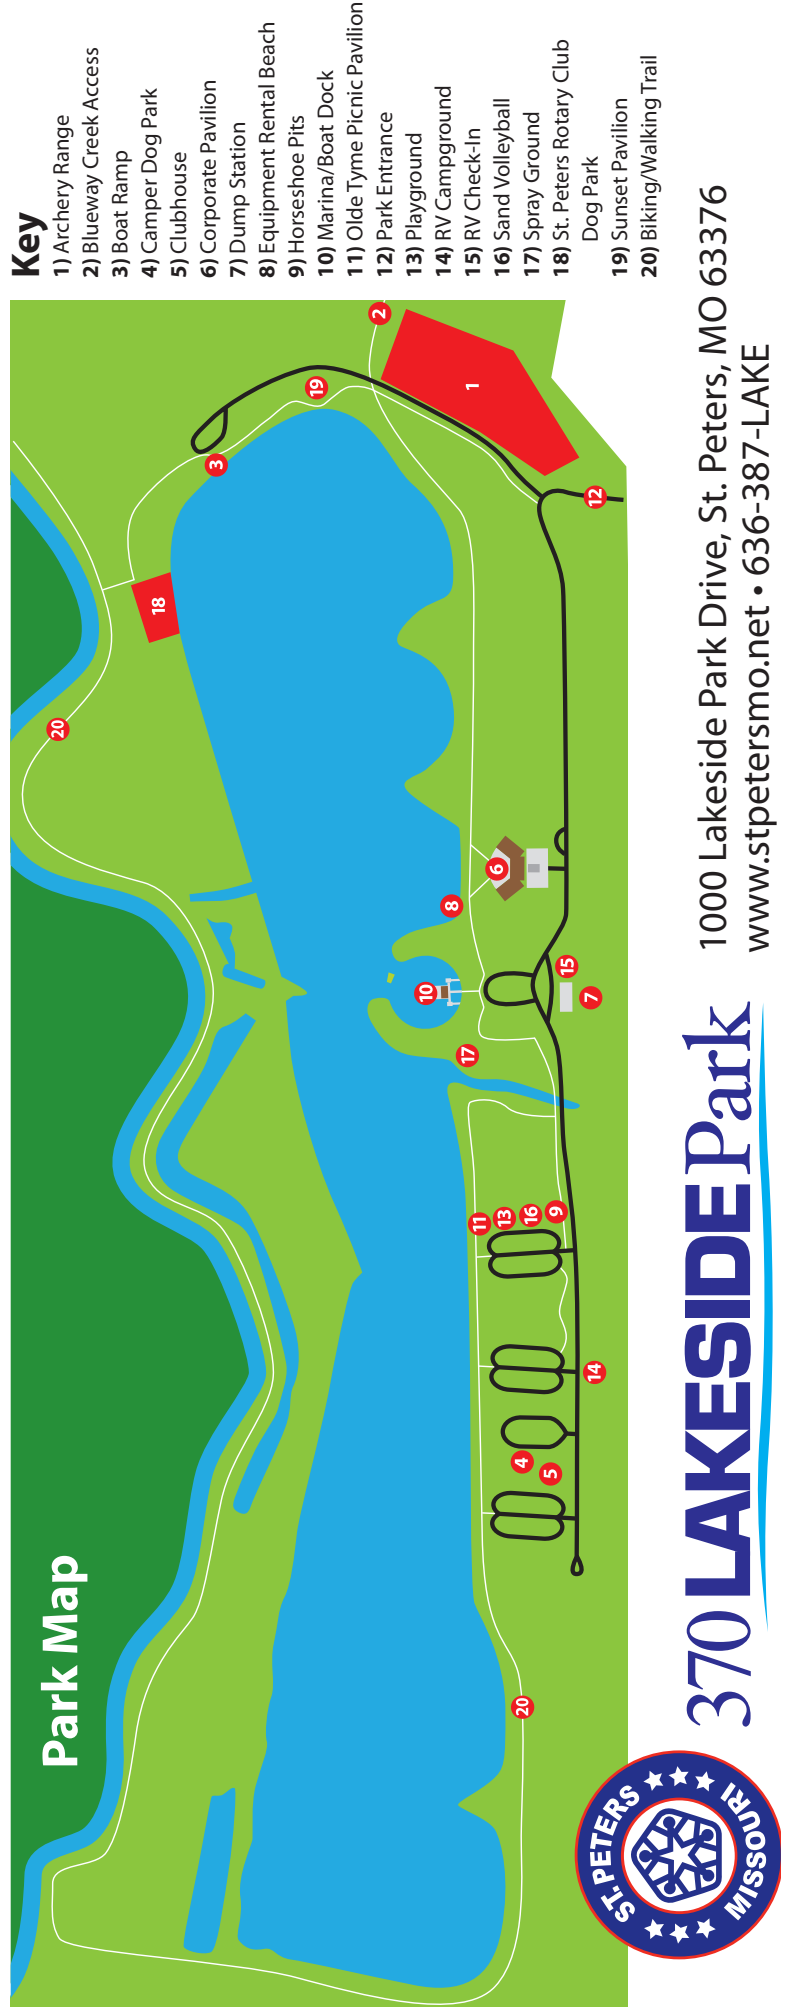 Park Map
Key
1) Archery Range
2) Blueway Creek Access
3) Boat Ramp
4) Camper Dog Park
5) Clubhouse
6) Corporate Pavilion
7) Dump Station
8) Equipment Rental Beach
9) Horseshoe Pits
10) Marina/Boat Dock
11) Olde Tyme Picnic Pavilion
12) Park Entrance
13) Playground
14) RV Campground
15) RV Check-In
16) Sand Volleyball
17) Spray Ground
18) St. Peters Rotary Club
Dog Park
19) Sunset Pavilion
20) Biking/Walking Trail
20
18
3
19
2
1
12
6
8
10
15
7
17
11
13
16
9
14
4
5
20
ST. PETERS
MISSOURI
370 LAKESIDE Park
1000 Lakeside Park Drive, St. Peters, MO 63376
www.stpetersmo.net • 636-387-LAKE